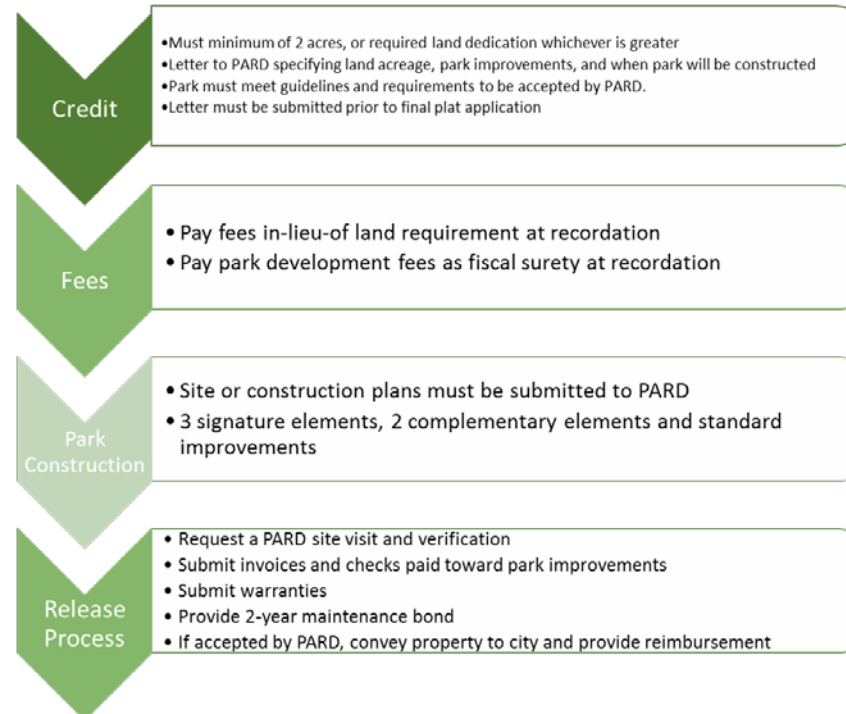 Credit
•Must minimum of 2 acres, or required land dedication whichever is greater
•Letter to PARD specifying land acreage, park improvements, and when park will be constructed
•Park must meet guidelines and requirements to be accepted by PARD.
•Letter must be submitted prior to final plat application
Fees
• Pay fees in-lieu-of land requirement at recordation
• Pay park development fees as fiscal surety at recordation
Park
Construction
• Site or construction plans must be submitted to PARD
• 3 signature elements, 2 complementary elements and standard
improvements
Release
Process
• Request a PARD site visit and verification
• Submit invoices and checks paid toward park improvements
• Submit warranties
• Provide 2-year maintenance bond
• If accepted by PARD, convey property to city and provide reimbursement